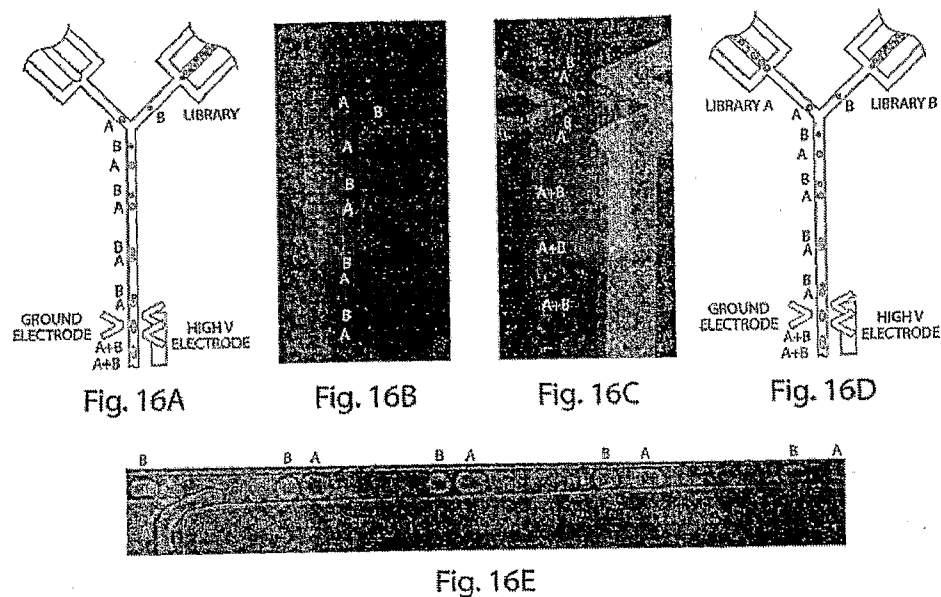 A
B
LIBRARY
B
A
B
A
B
A
B
A
GROUND
ELECTRODE
HIGH V
ELECTRODE
A+B
A+B
Fig. 16A
A
B
A
B
A
B
A
B
A
Fig. 16B
B
A
B
A
A+B
A+B
A+B
Fig. 16C
LIBRARY A
A
B
LIBRARY B
B
A
B
A
B
A
B
A
GROUND
ELECTRODE
HIGH V
ELECTRODE
A+B
A+B
Fig. 16D
B B A B A B A B A
Fig. 16E